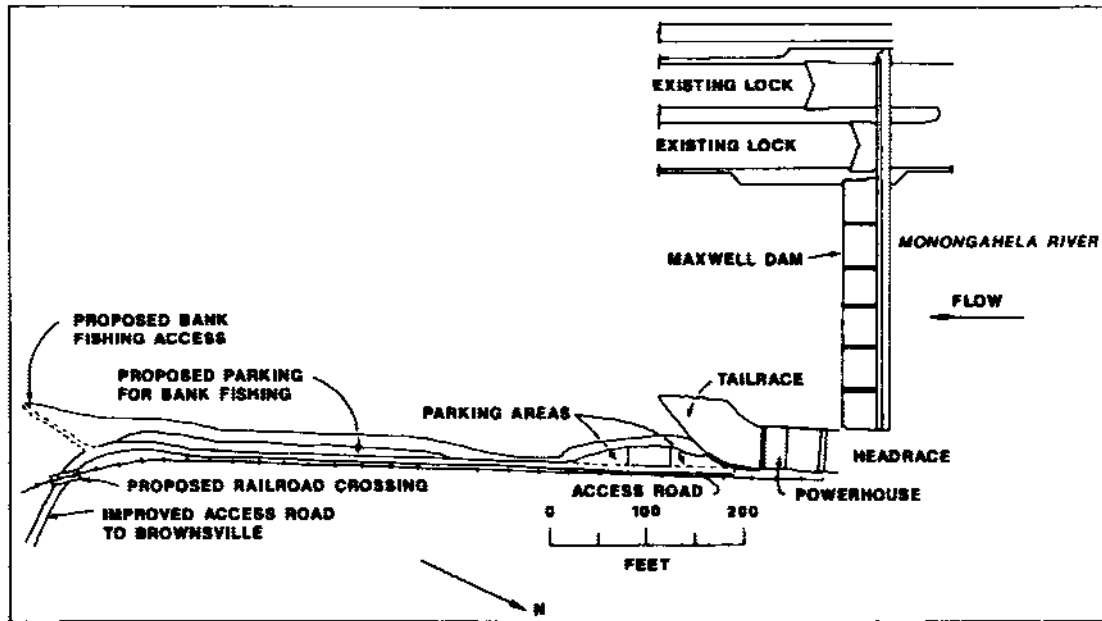 EXISTING LOCK
EXISTING LOCK
MONONGAHELA RIVER
MAXWELL DAM
FLOW
PROPOSED BANK
FISHING ACCESS
PROPOSED PARKING
FOR BANK FISHING
TAILRACE
PARKING AREAS
HEADRACE
PROPOSED RAILROAD CROSSING
ACCESS ROAD
POWERHOUSE
IMPROVED ACCESS ROAD
TO BROWNSVILLE
0 100 200
FEET
N